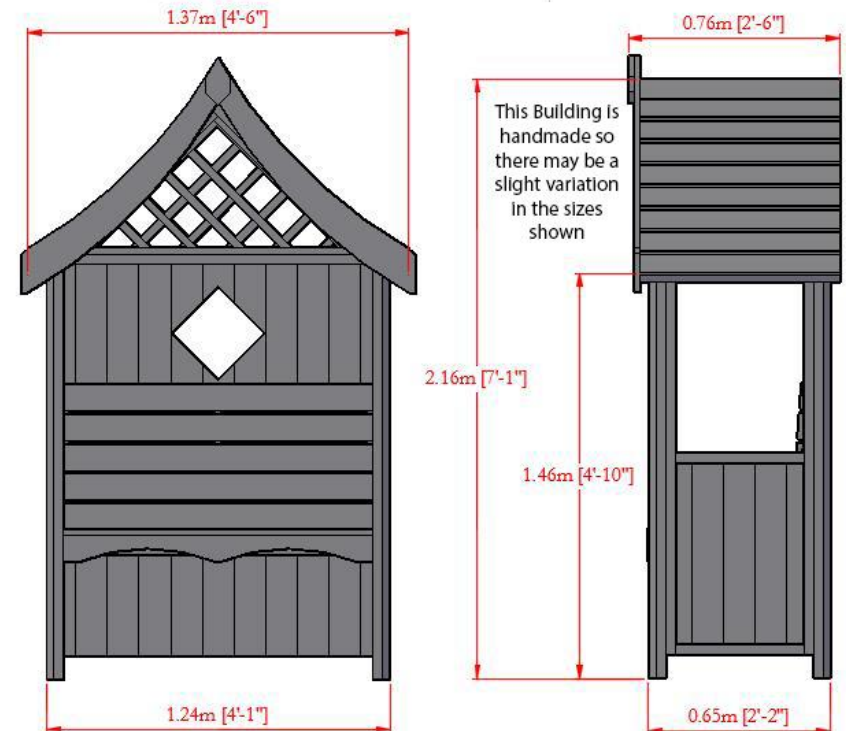 1.37m [4'-6"]
0.76m [2'-6"]
This Building is
handmade so
there may be a
slight variation
in the sizes
shown
2.16m [7'-1"]
1.46m [4'-10"]
1.24m [4'-1"]
0.65m [2'-2"]